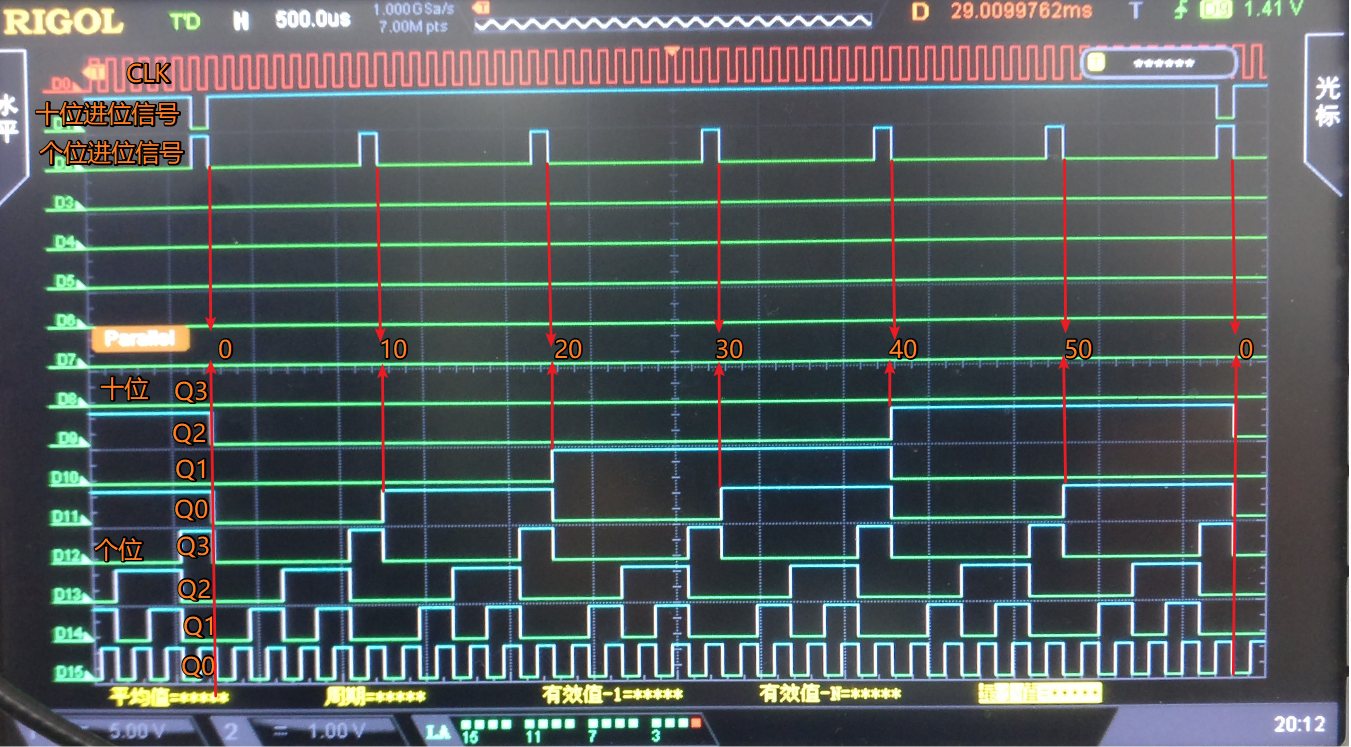 RIGOL T'D H 500.0us 1.000GSa/s 7.00M pts D 29.0099762ms T D9 1.41 V
D0 CLK ******
水平
光标
十位进位信号
个位进位信号
D3
D4
D5
D6
Parallel
D7
0 10 20 30 40 50 0
十位 Q3
D8
Q2
D9
Q1
D10
Q0
D11
个位 Q3
D12
Q2
D13
Q1
D14
Q0
D15
平均值=***** 周期=***** 有效值-1=***** 有效值-N=*****
5.00 V 2 = 1.00 V LA 15 11 7 3 20:12